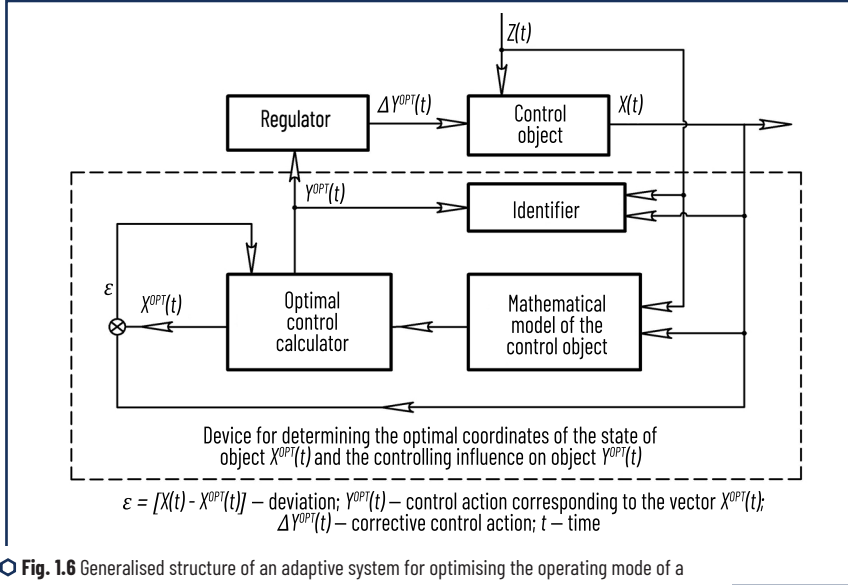 Z(t)
Regulator
ΔY^OPT(t)
Control
object
X(t)
Y^OPT(t)
Identifier
ε
X^OPT(t)
Optimal
control
calculator
Mathematical
model of the
control object
Device for determining the optimal coordinates of the state of
object X^OPT(t) and the controlling influence on object Y^OPT(t)
ε = [X(t) - X^OPT(t)] – deviation; Y^OPT(t) – control action corresponding to the vector X^OPT(t);
ΔY^OPT(t) – corrective control action; t – time
Fig. 1.6 Generalised structure of an adaptive system for optimising the operating mode of a